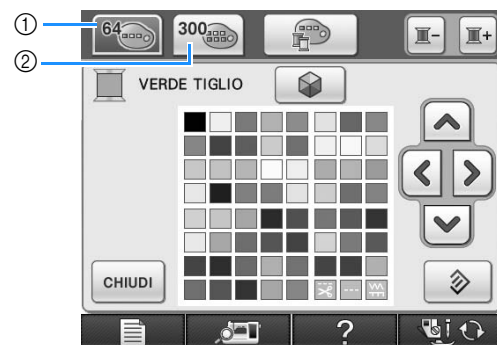 ① 64 300
②
VERDE TIGLIO
CHIUDI
?